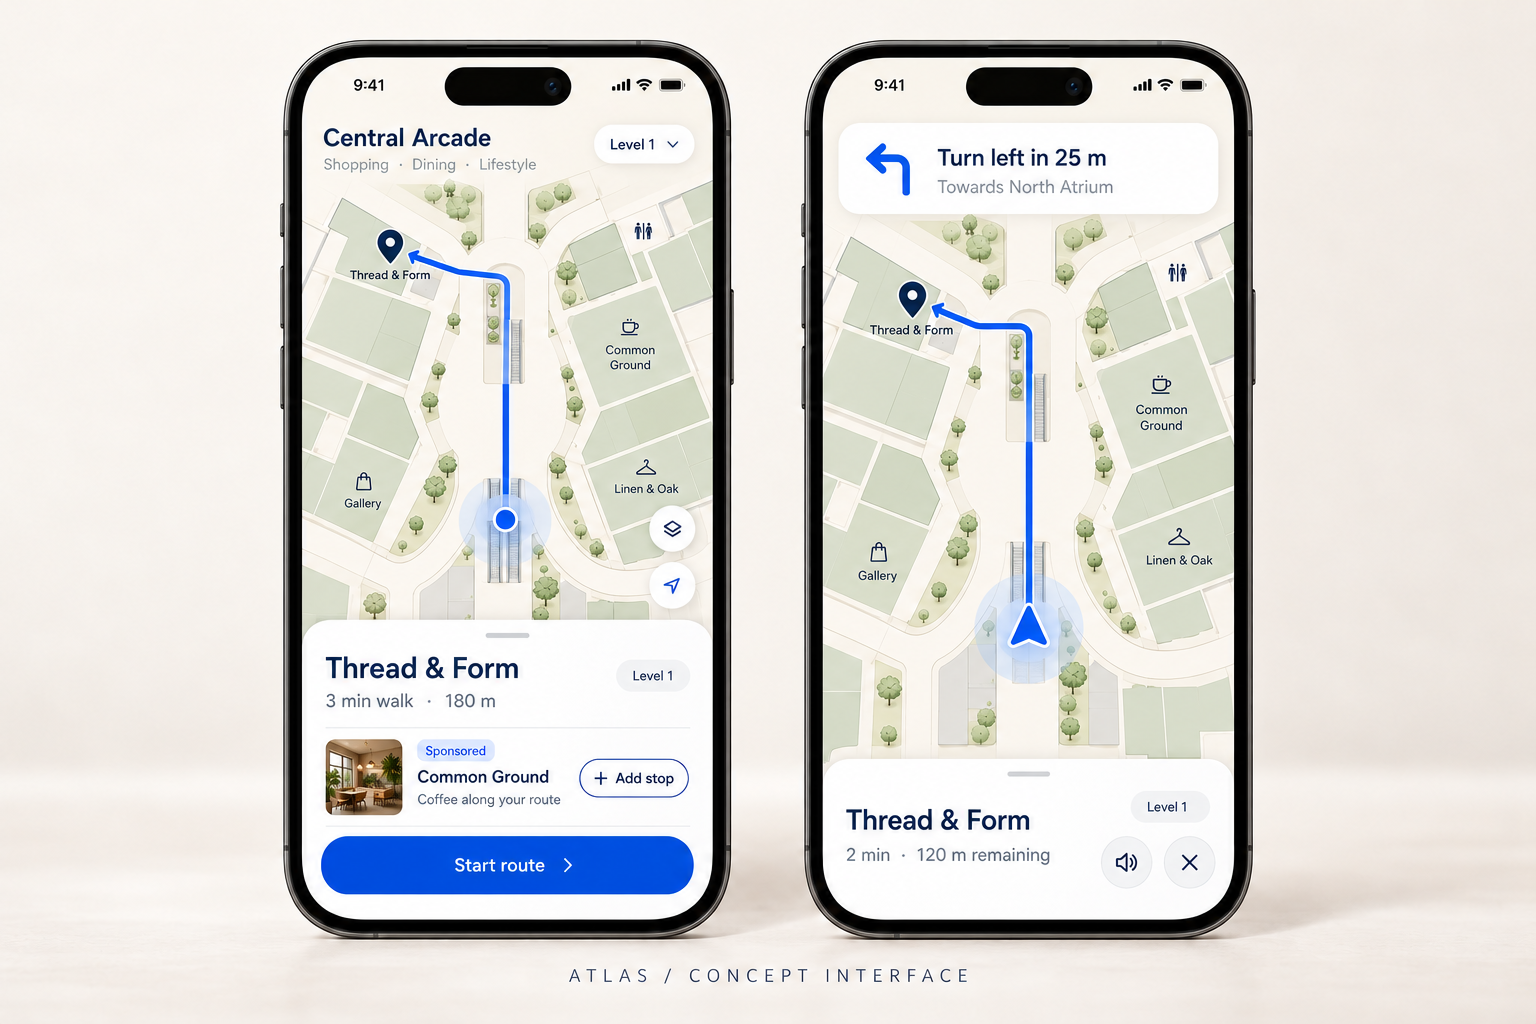 9:41
Central Arcade
Shopping · Dining · Lifestyle
Level 1
Thread & Form
Common
Ground
Gallery
Linen & Oak
Thread & Form
3 min walk · 180 m
Level 1
Sponsored
Common Ground
Coffee along your route
+ Add stop
Start route
9:41
Turn left in 25 m
Towards North Atrium
Thread & Form
Common
Ground
Gallery
Linen & Oak
Thread & Form
2 min · 120 m remaining
Level 1
ATLAS / CONCEPT INTERFACE